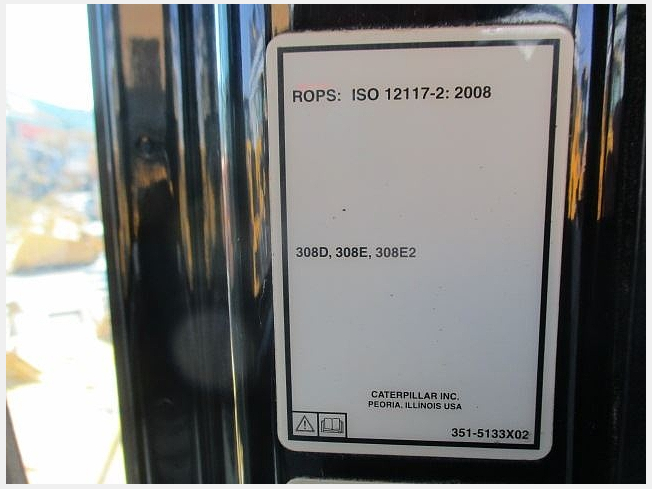 ROPS: ISO 12117-2: 2008
308D, 308E, 308E2
CATERPILLAR INC.
PEORIA, ILLINOIS USA
351-5133X02